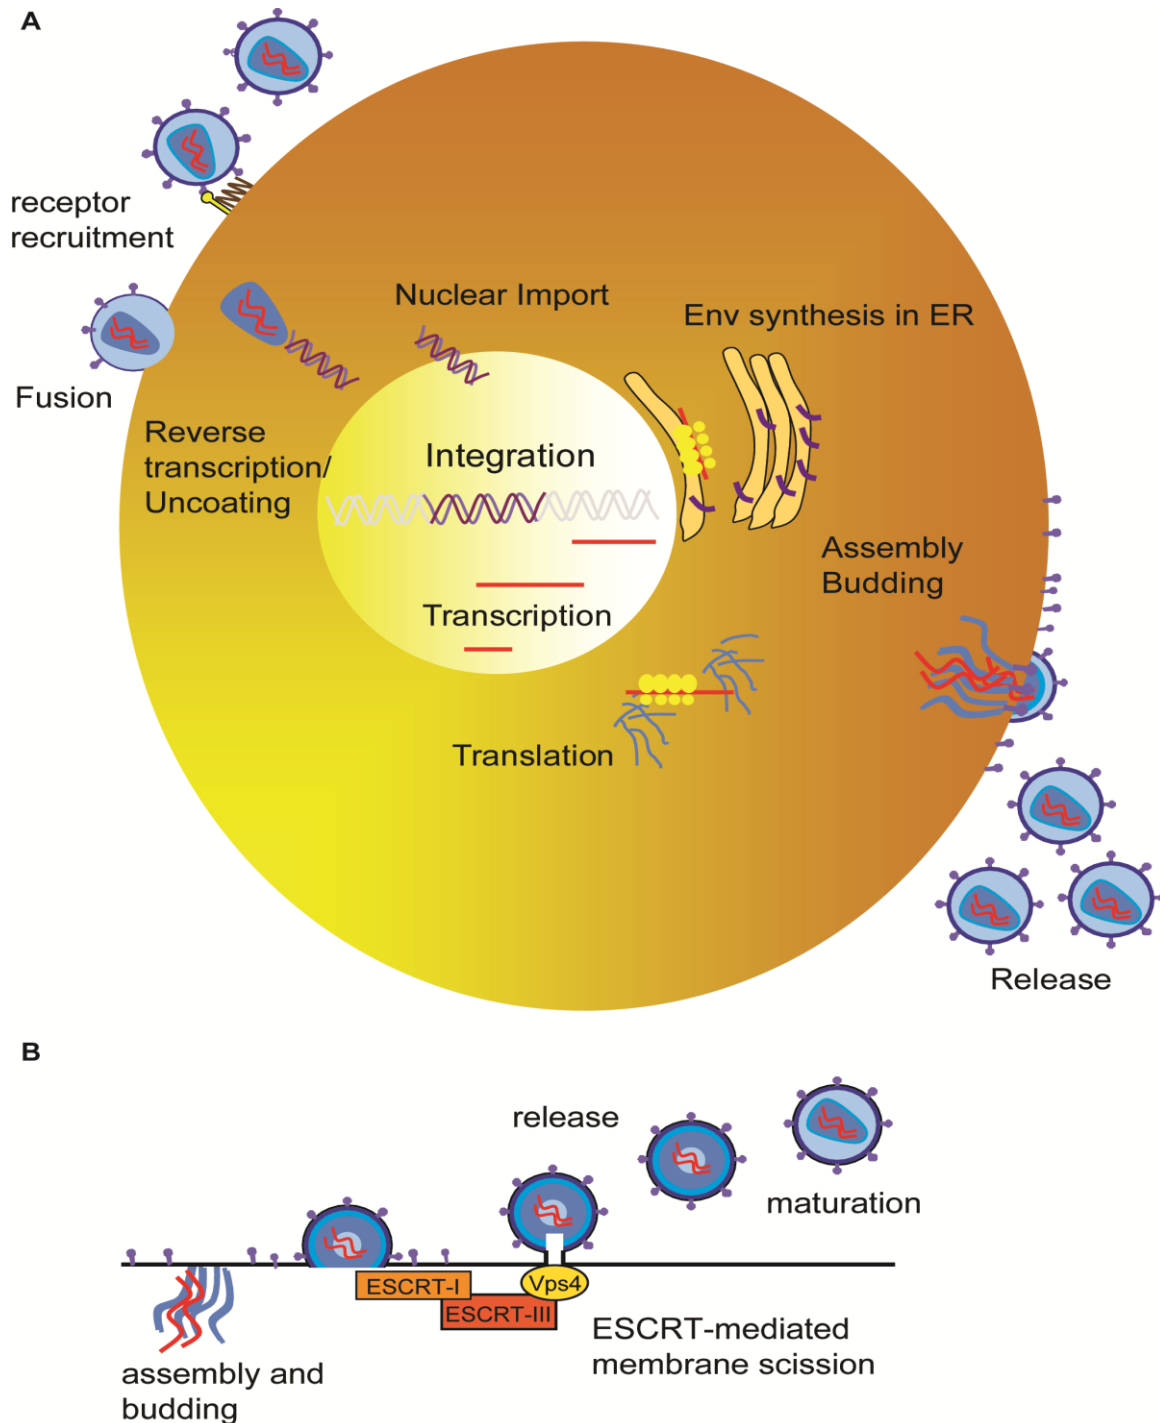 A
receptor
recruitment
Fusion
Reverse
transcription/
Uncoating
Nuclear Import
Integration
Transcription
Env synthesis in ER
Translation
Assembly
Budding
Release
B
assembly and
budding
ESCRT-I
ESCRT-III
Vps4
release
maturation
ESCRT-mediated
membrane scission